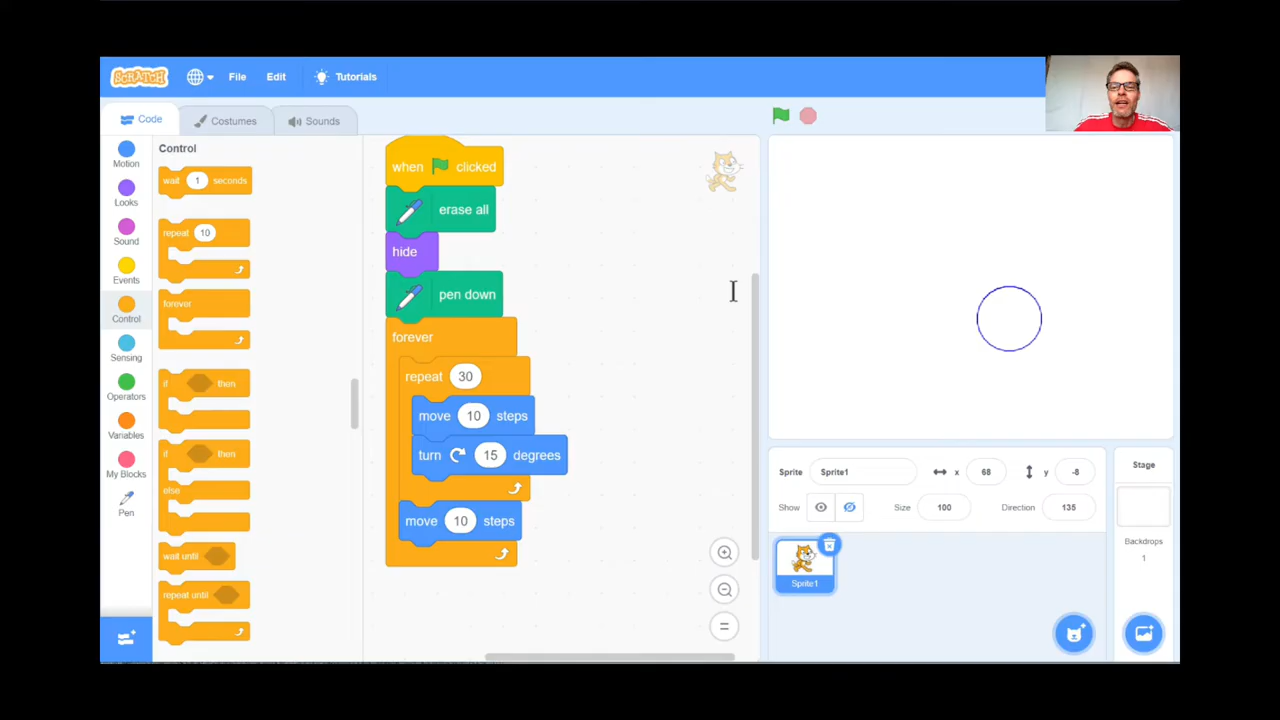 SCRATCH File Edit Tutorials
Code Costumes Sounds
Motion
Looks
Sound
Events
Control
Sensing
Operators
Variables
My Blocks
Pen
Control
wait 1 seconds
repeat 10
forever
if then
if then
else
wait until
repeat until
when clicked
erase all
hide
pen down
forever
repeat 30
move 10 steps
turn 15 degrees
move 10 steps
Sprite Sprite1 x 68 y -8
Show Size 100 Direction 135
Sprite1
Stage
Backdrops
1